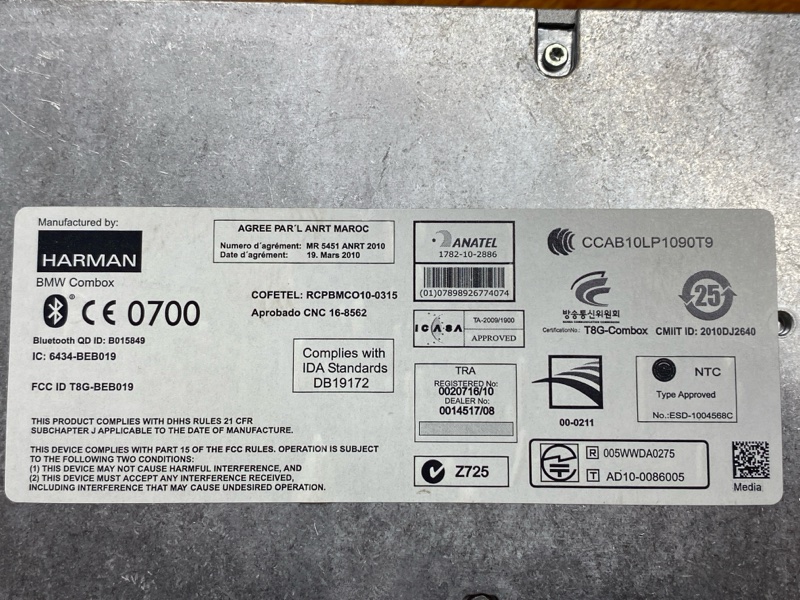 Manufactured by:
HARMAN
BMW Combox
CE 0700
Bluetooth QD ID: B015849
IC: 6434-BEB019
FCC ID T8G-BEB019
THIS PRODUCT COMPLIES WITH DHHS RULES 21 CFR
SUBCHAPTER J APPLICABLE TO THE DATE OF MANUFACTURE.
THIS DEVICE COMPLIES WITH PART 15 OF THE FCC RULES. OPERATION IS SUBJECT
TO THE FOLLOWING TWO CONDITIONS:
(1) THIS DEVICE MAY NOT CAUSE HARMFUL INTERFERENCE, AND
(2) THIS DEVICE MUST ACCEPT ANY INTERFERENCE RECEIVED,
INCLUDING INTERFERENCE THAT MAY CAUSE UNDESIRED OPERATION.
AGREE PAR´L ANRT MAROC
Numero d´agrément: MR 5451 ANRT 2010
Date d´agrément: 19. Mars 2010
COFETEL: RCPBMCO10-0315
Aprobado CNC 16-8562
Complies with
IDA Standards
DB19172
ANATEL
1782-10-2886
(01)07898926774074
ICASA
TA-2009/1900
APPROVED
TRA
REGISTERED No:
0020716/10
DEALER No:
0014517/08
Z725
CCAB10LP1090T9
방송통신위원회
25
CertificationNo.: T8G-Combox CMIIT ID: 2010DJ2640
00-0211
NTC
Type Approved
No.:ESD-1004568C
R 005WWDA0275
T AD10-0086005
Media